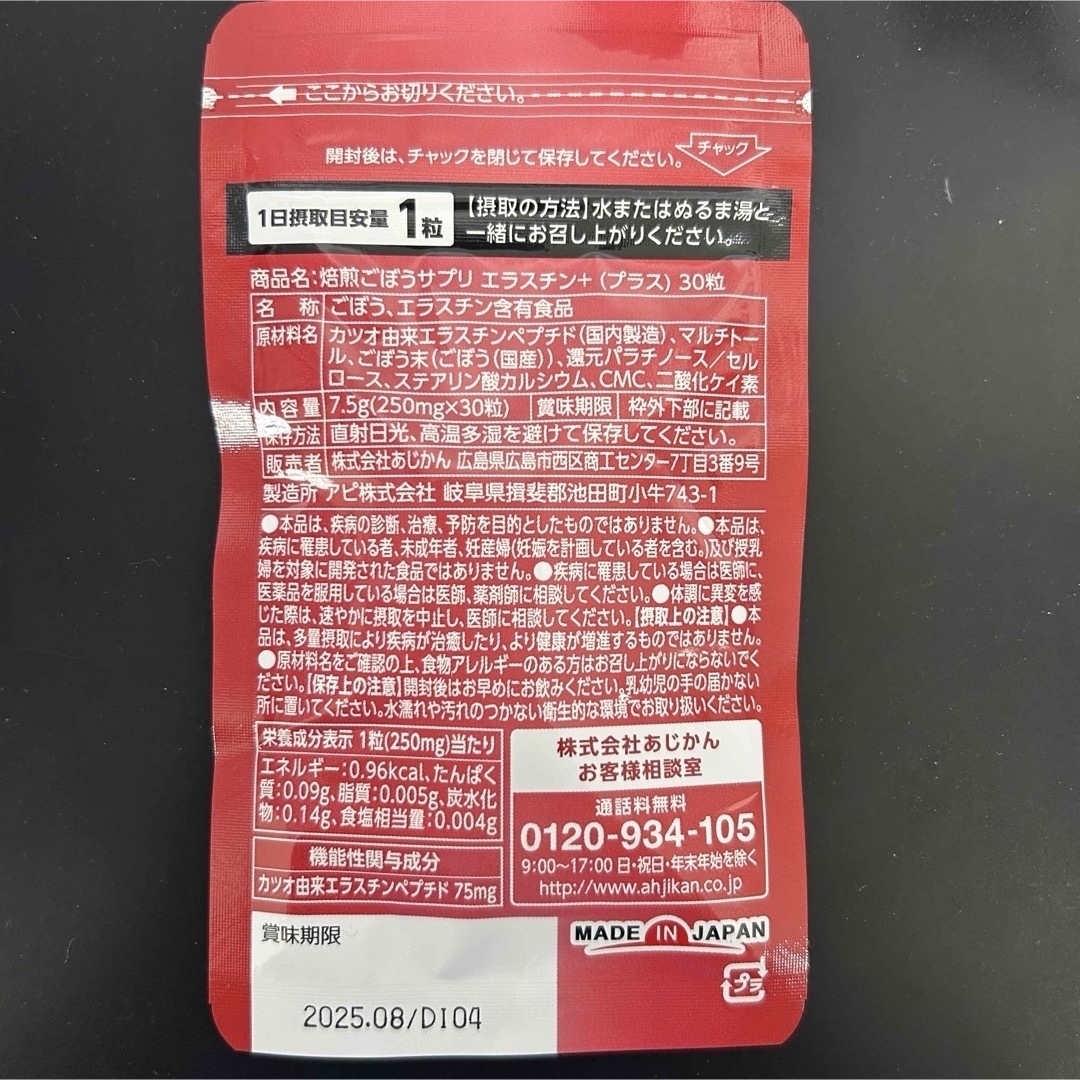 ここからお切りください。
開封後は、チャックを閉じて保存してください。
チャック
1日摂取目安量 1粒
【摂取の方法】水またはぬるま湯と
一緒にお召し上がりください。
商品名：焙煎ごぼうサプリ エラスチン+（プラス）30粒
名 称 ごぼう、エラスチン含有食品
原材料名 カツオ由来エラスチンペプチド（国内製造）、マルチトー
ル、ごぼう末（ごぼう（国産））、還元パラチノース／セル
ロース、ステアリン酸カルシウム、CMC、二酸化ケイ素
内容量 7.5g(250mg×30粒) 賞味期限 枠外下部に記載
保存方法 直射日光、高温多湿を避けて保存してください。
販売者 株式会社あじかん 広島県広島市西区商工センター7丁目3番9号
製造所 アピ株式会社 岐阜県揖斐郡池田町小牛743-1
●本品は、疾病の診断、治療、予防を目的としたものではありません。●本品は、
疾病に罹患している者、未成年者、妊産婦(妊娠を計画している者を含む。)及び授乳
婦を対象に開発された食品ではありません。●疾病に罹患している場合は医師に、
医薬品を服用している場合は医師、薬剤師に相談してください。●体調に異変を感
じた際は、速やかに摂取を中止し、医師に相談してください。【摂取上の注意】●本
品は、多量摂取により疾病が治癒したり、より健康が増進するものではありません。
●原材料名をご確認の上、食物アレルギーのある方はお召し上がりにならないでく
ださい。【保存上の注意】開封後はお早めにお飲みください。乳幼児の手の届かない
所に置いてください。水濡れや汚れのつかない衛生的な環境でお取り扱いください。
栄養成分表示 1粒(250mg)当たり
エネルギー：0.96kcal、たんぱく
質：0.09g、脂質：0.005g、炭水化
物：0.14g、食塩相当量：0.004g
機能性関与成分
カツオ由来エラスチンペプチド 75mg
株式会社あじかん
お客様相談室
通話料無料
0120-934-105
9:00〜17:00 日・祝日・年末年始を除く
http://www.ahjikan.co.jp
賞味期限
2025.08/DI04
MADE IN JAPAN
プラ